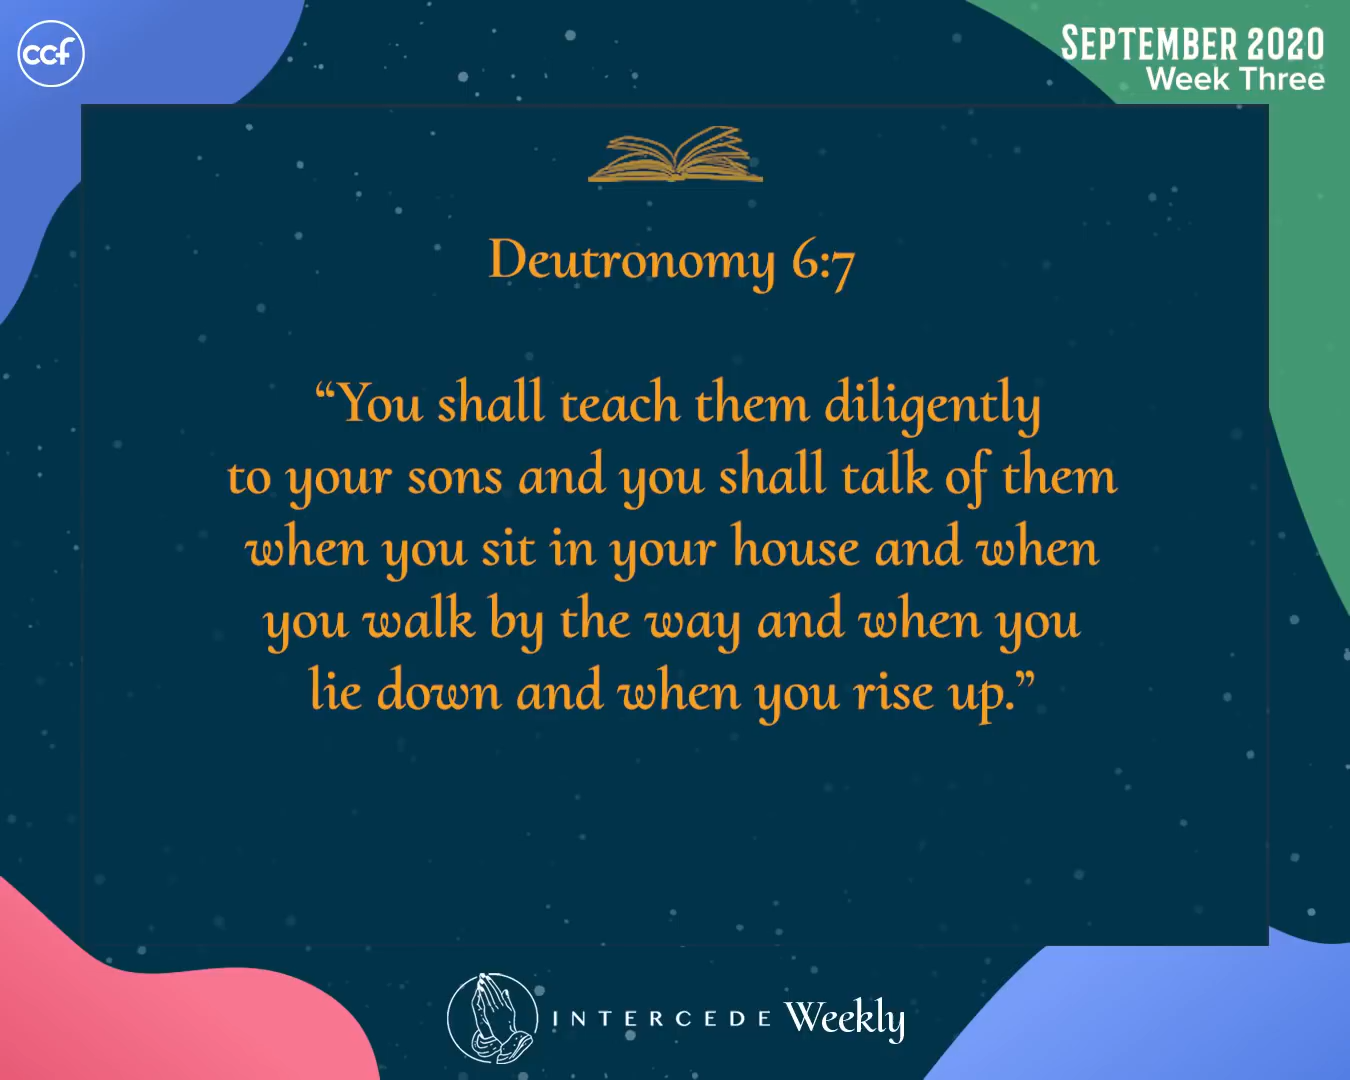 ccf
SEPTEMBER 2020
Week Three
Deutronomy 6:7
“You shall teach them diligently
to your sons and you shall talk of them
when you sit in your house and when
you walk by the way and when you
lie down and when you rise up.”
INTERCEDE Weekly